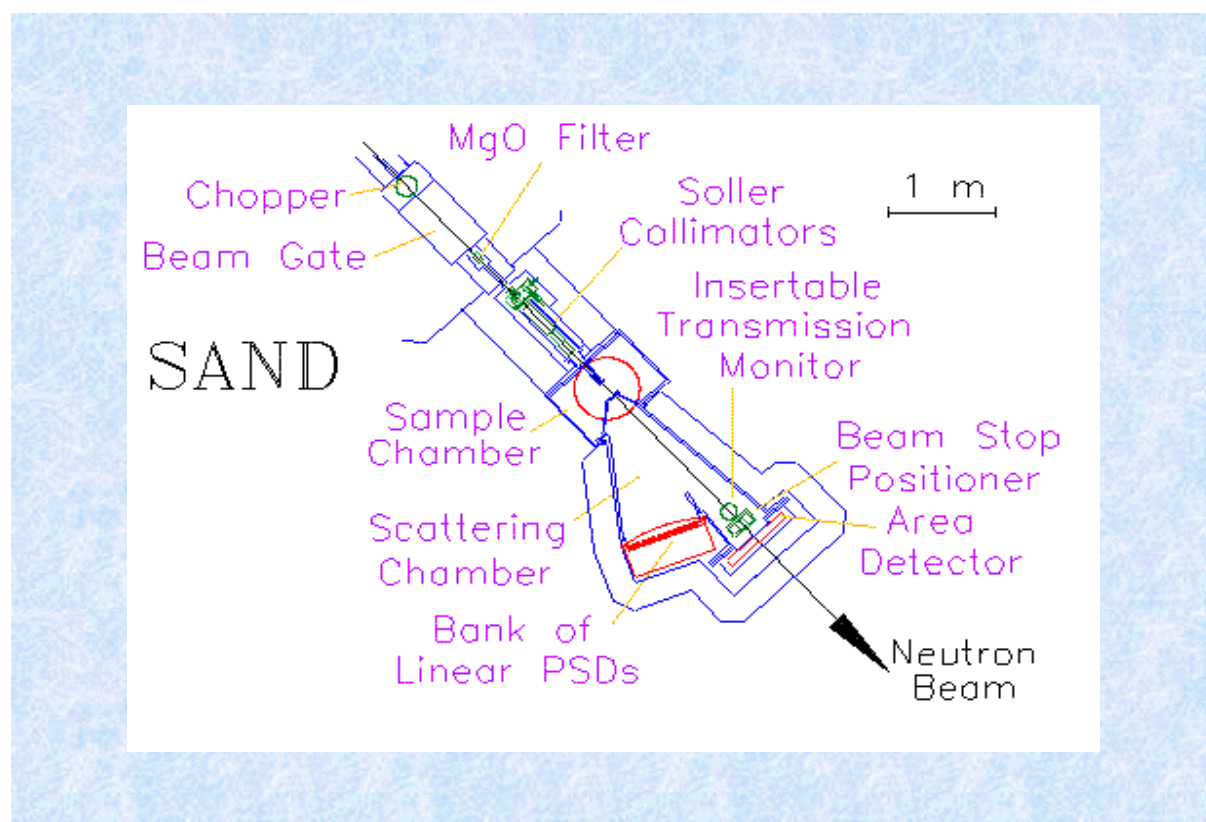 MgO Filter
Chopper
Soller
Collimators
1 m
Beam Gate
Insertable
Transmission
Monitor
SAND
Sample
Chamber
Beam Stop
Positioner
Scattering
Chamber
Area
Detector
Bank of
Linear PSDs
Neutron
Beam